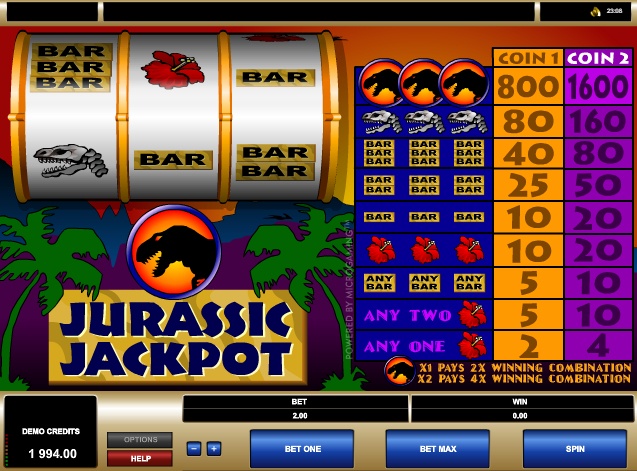 23:08
BAR
BAR
BAR
BAR
BAR
BAR
BAR
COIN 1 COIN 2
800 1600
80 160
BAR BAR BAR
BAR BAR BAR
BAR BAR BAR
40 80
BAR BAR BAR
BAR BAR BAR
25 50
BAR BAR BAR
10 20
10 20
ANY ANY ANY
BAR BAR BAR
5 10
ANY TWO
5 10
ANY ONE
2 4
X1 PAYS 2X WINNING COMBINATION
X2 PAYS 4X WINNING COMBINATION
POWERED BY MICROGAMING™
JURASSIC
JACKPOT
BET
2.00
WIN
0.00
DEMO CREDITS
1 994.00
OPTIONS
HELP
BET ONE
BET MAX
SPIN